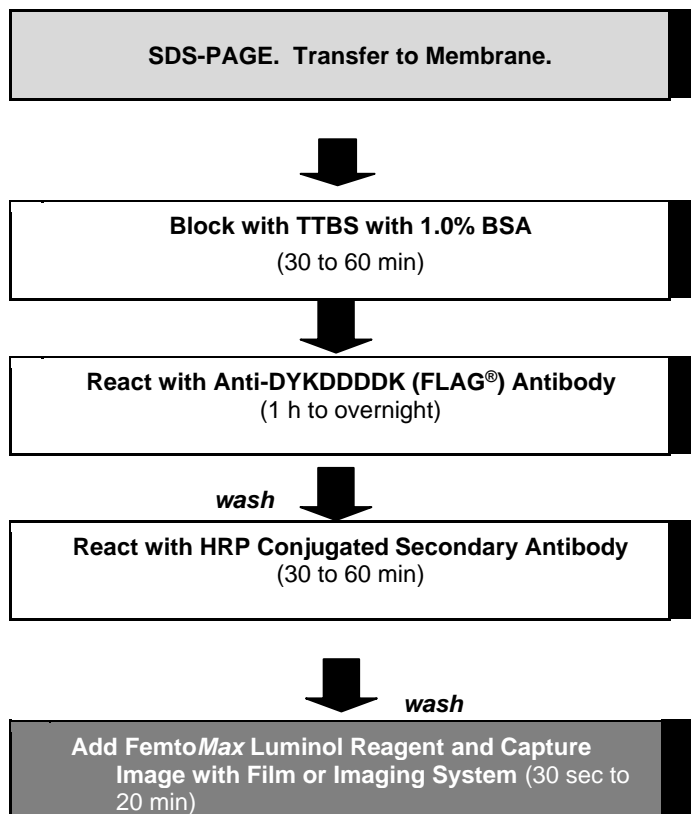 SDS-PAGE.  Transfer to Membrane.
Block with TTBS with 1.0% BSA
(30 to 60 min)
React with Anti-DYKDDDDK (FLAG®) Antibody
(1 h to overnight)
wash
React with HRP Conjugated Secondary Antibody
(30 to 60 min)
wash
Add FemtoMax Luminol Reagent and Capture
Image with Film or Imaging System (30 sec to
20 min)